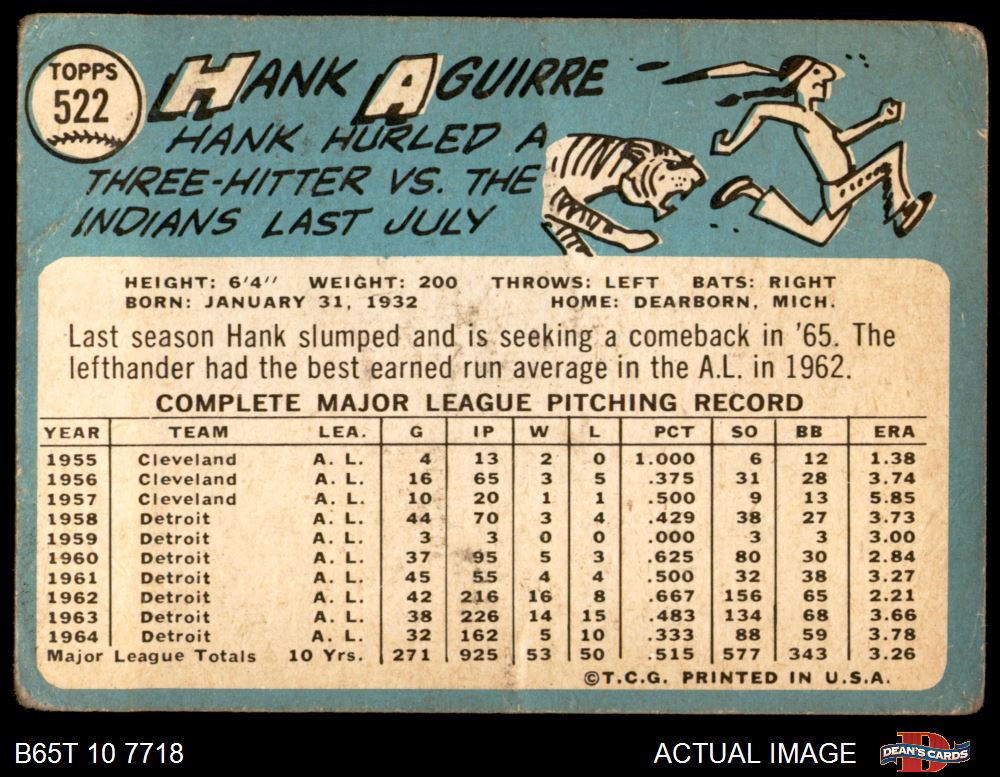 TOPPS
522
HANK AGUIRRE
HANK HURLED A
THREE-HITTER VS. THE
INDIANS LAST JULY
HEIGHT: 6'4" WEIGHT: 200 THROWS: LEFT BATS: RIGHT
BORN: JANUARY 31, 1932 HOME: DEARBORN, MICH.
Last season Hank slumped and is seeking a comeback in '65. The
lefthander had the best earned run average in the A.L. in 1962.
COMPLETE MAJOR LEAGUE PITCHING RECORD
YEAR TEAM LEA. G IP W L PCT SO BB ERA
1955 Cleveland A. L. 4 13 2 0 1.000 6 12 1.38
1956 Cleveland A. L. 16 65 3 5 .375 31 28 3.74
1957 Cleveland A. L. 10 20 1 1 .500 9 13 5.85
1958 Detroit A. L. 44 70 3 4 .429 38 27 3.73
1959 Detroit A. L. 3 3 0 0 .000 3 3 3.00
1960 Detroit A. L. 37 95 5 3 .625 80 30 2.84
1961 Detroit A. L. 45 55 4 4 .500 32 38 3.27
1962 Detroit A. L. 42 216 16 8 .667 156 65 2.21
1963 Detroit A. L. 38 226 14 15 .483 134 68 3.66
1964 Detroit A. L. 32 162 5 10 .333 88 59 3.78
Major League Totals 10 Yrs. 271 925 53 50 .515 577 343 3.26
©T.C.G. PRINTED IN U.S.A.
B65T 10 7718 ACTUAL IMAGE DEAN'S CARDS